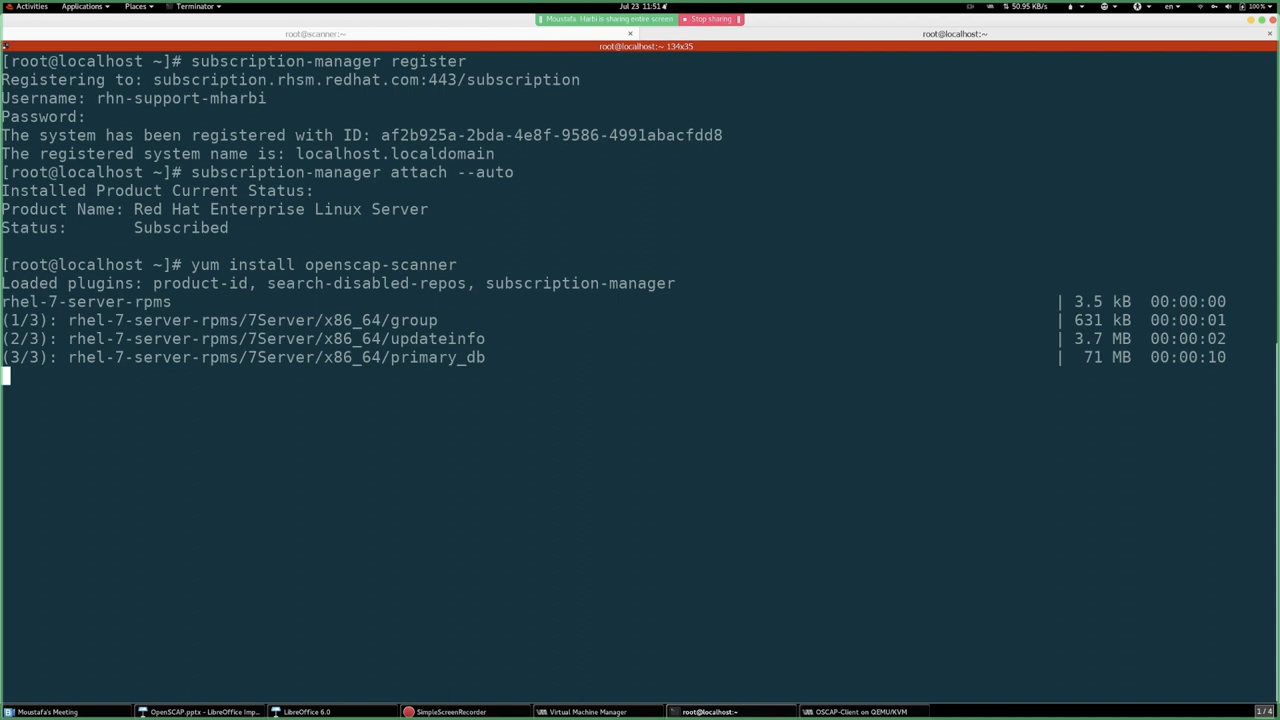 Activities Applications Places Terminator Jul 23 11:51 50.95 KB/s en 100%
Moustafa Harbi is sharing entire screen Stop sharing
root@scanner:~ × root@localhost:~ ×
root@localhost:~ 134x35
[root@localhost ~]# subscription-manager register
Registering to: subscription.rhsm.redhat.com:443/subscription
Username: rhn-support-mharbi
Password:
The system has been registered with ID: af2b925a-2bda-4e8f-9586-4991abacfdd8
The registered system name is: localhost.localdomain
[root@localhost ~]# subscription-manager attach --auto
Installed Product Current Status:
Product Name: Red Hat Enterprise Linux Server
Status:       Subscribed
[root@localhost ~]# yum install openscap-scanner
Loaded plugins: product-id, search-disabled-repos, subscription-manager
rhel-7-server-rpms | 3.5 kB 00:00:00
(1/3): rhel-7-server-rpms/7Server/x86_64/group | 631 kB 00:00:01
(2/3): rhel-7-server-rpms/7Server/x86_64/updateinfo | 3.7 MB 00:00:02
(3/3): rhel-7-server-rpms/7Server/x86_64/primary_db | 71 MB 00:00:10
Moustafa's Meeting OpenSCAP.pptx - LibreOffice Imp... LibreOffice 6.0 SimpleScreenRecorder Virtual Machine Manager root@localhost:~ OSCAP-Client on QEMU/KVM 1 / 4